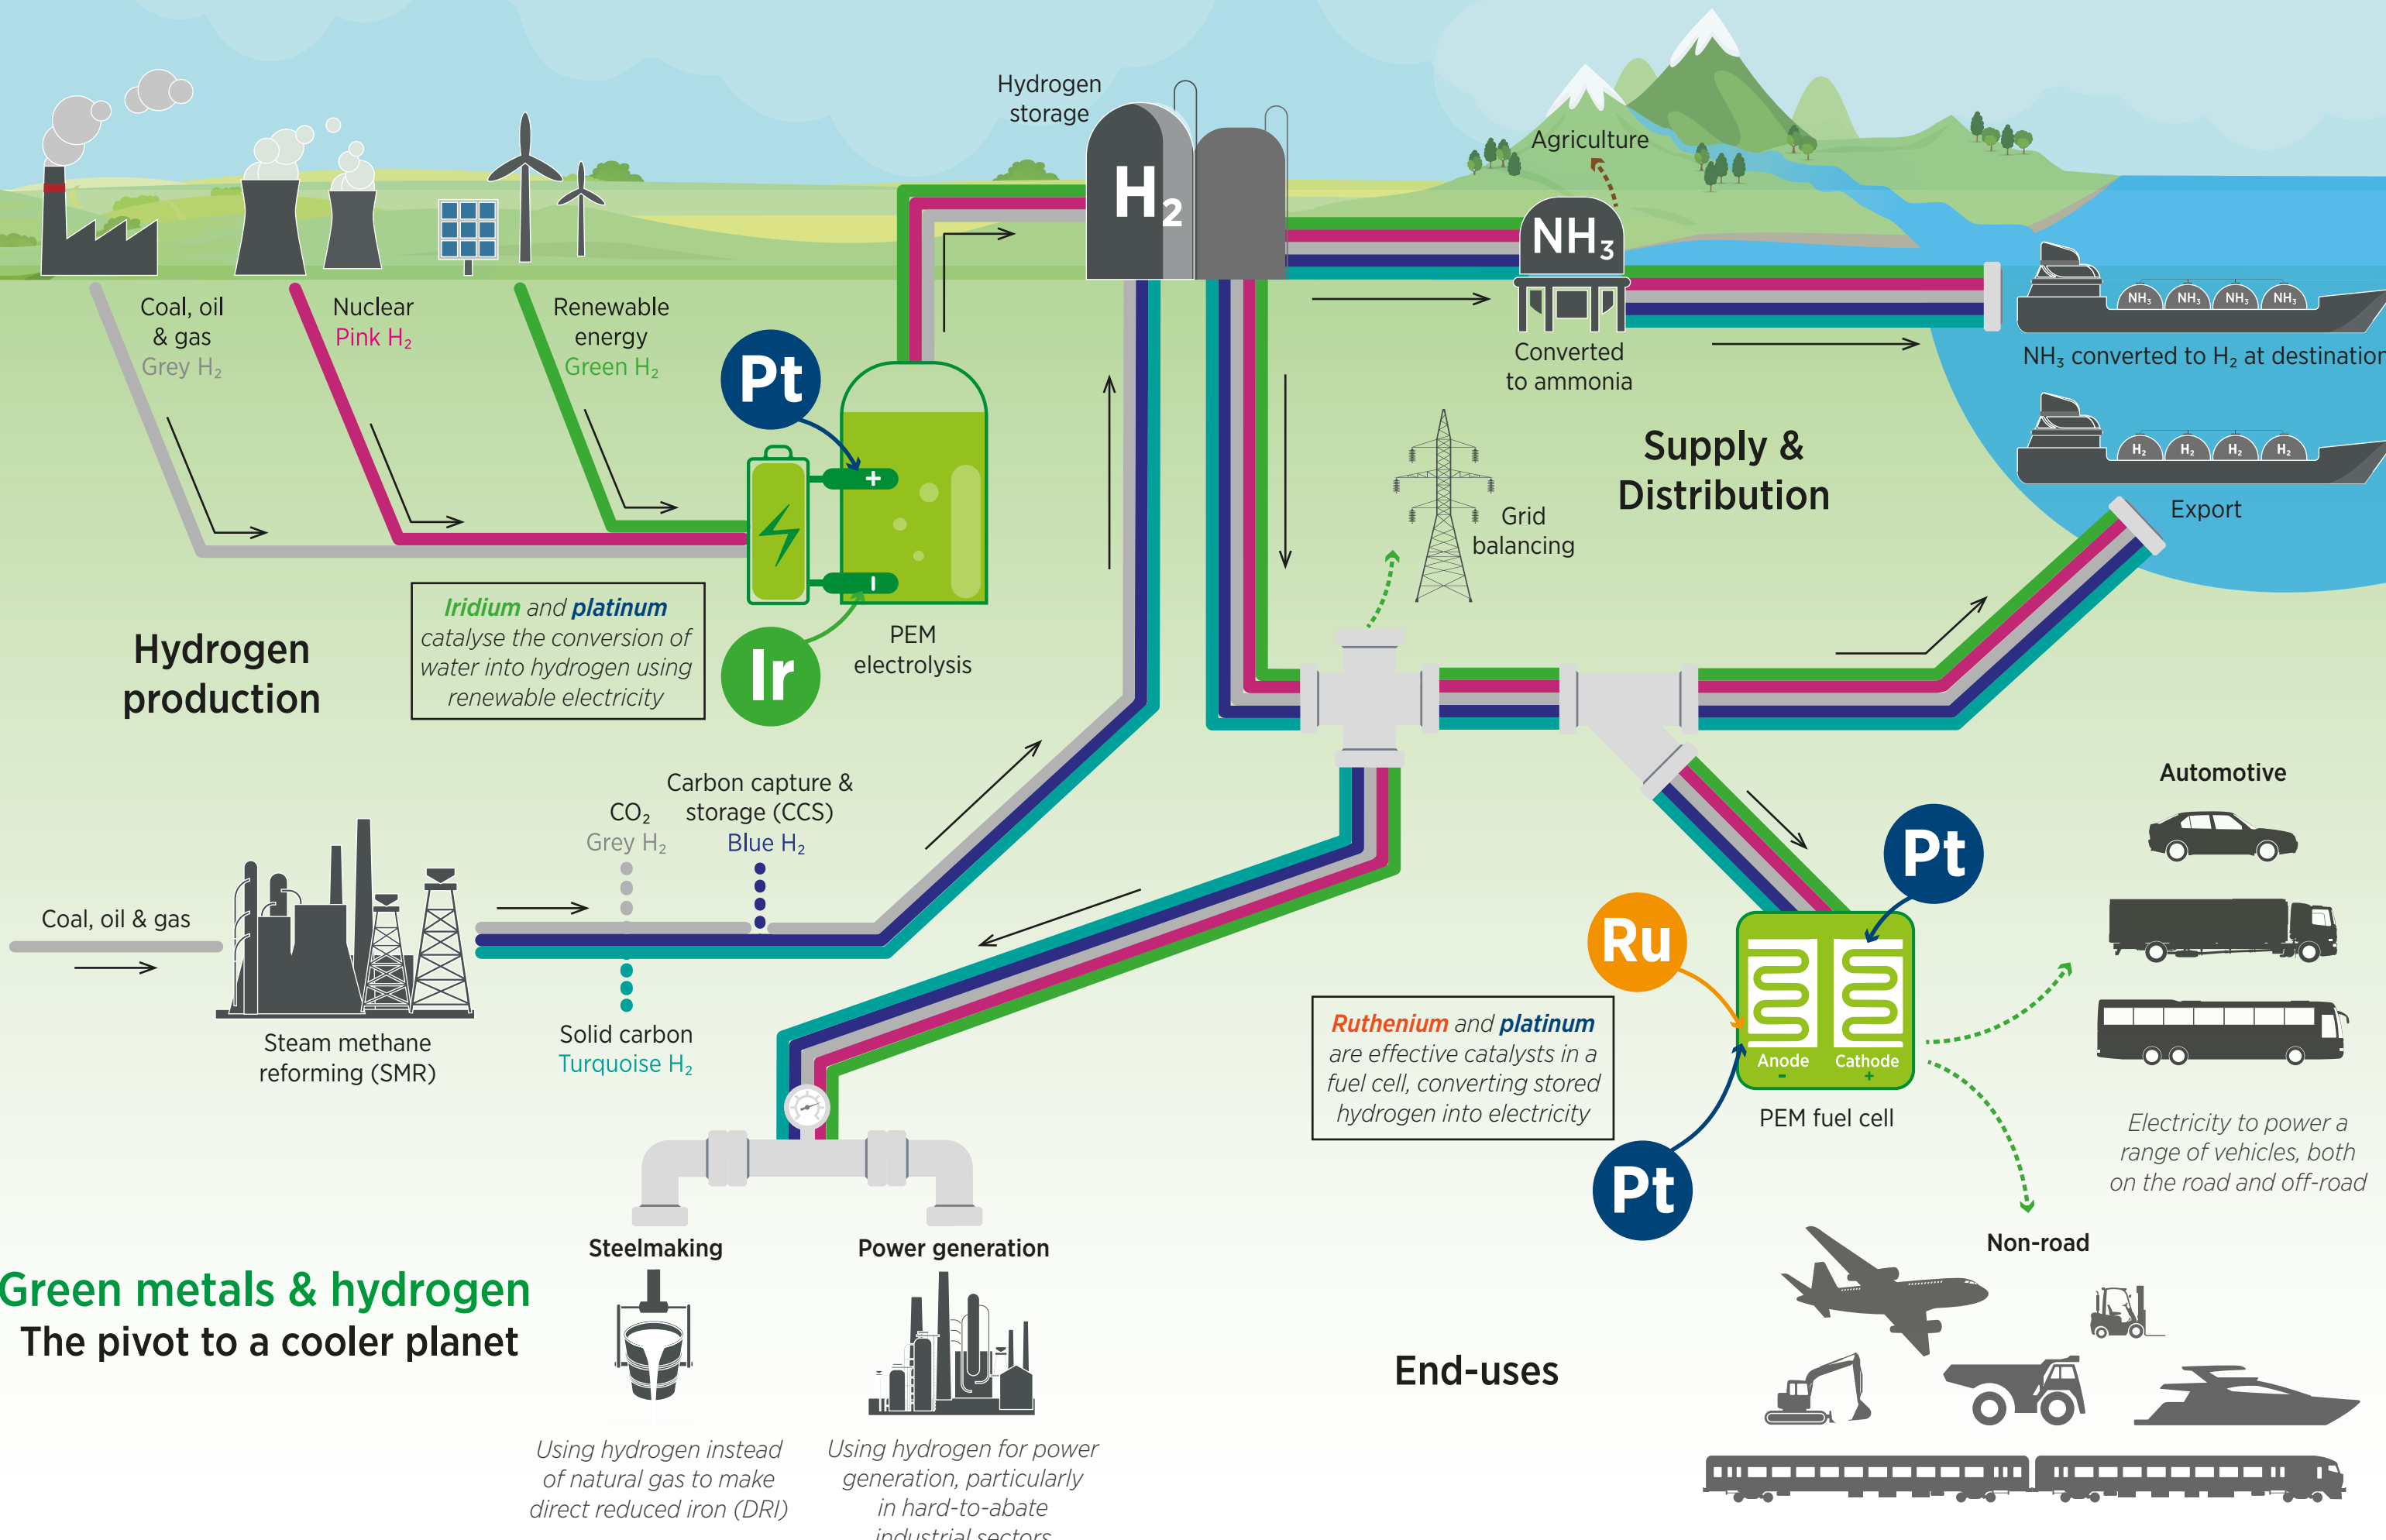 Hydrogen
storage
H₂
Agriculture
NH₃
Coal, oil
& gas
Grey H₂
Nuclear
Pink H₂
Renewable
energy
Green H₂
Pt
+
–
Ir
PEM
electrolysis
Iridium and platinum
catalyse the conversion of
water into hydrogen using
renewable electricity
Hydrogen
production
Converted
to ammonia
NH₃ NH₃ NH₃ NH₃
NH₃ converted to H₂ at destination
H₂ H₂ H₂ H₂
Export
Supply &
Distribution
Grid
balancing
Coal, oil & gas
Steam methane
reforming (SMR)
CO₂
Grey H₂
Carbon capture &
storage (CCS)
Blue H₂
Solid carbon
Turquoise H₂
Automotive
Pt
Ru
Ruthenium and platinum
are effective catalysts in a
fuel cell, converting stored
hydrogen into electricity
Anode
-
Cathode
+
PEM fuel cell
Pt
Electricity to power a
range of vehicles, both
on the road and off-road
Non-road
Steelmaking
Power generation
Green metals & hydrogen
The pivot to a cooler planet
End-uses
Using hydrogen instead
of natural gas to make
direct reduced iron (DRI)
Using hydrogen for power
generation, particularly
in hard-to-abate
industrial sectors